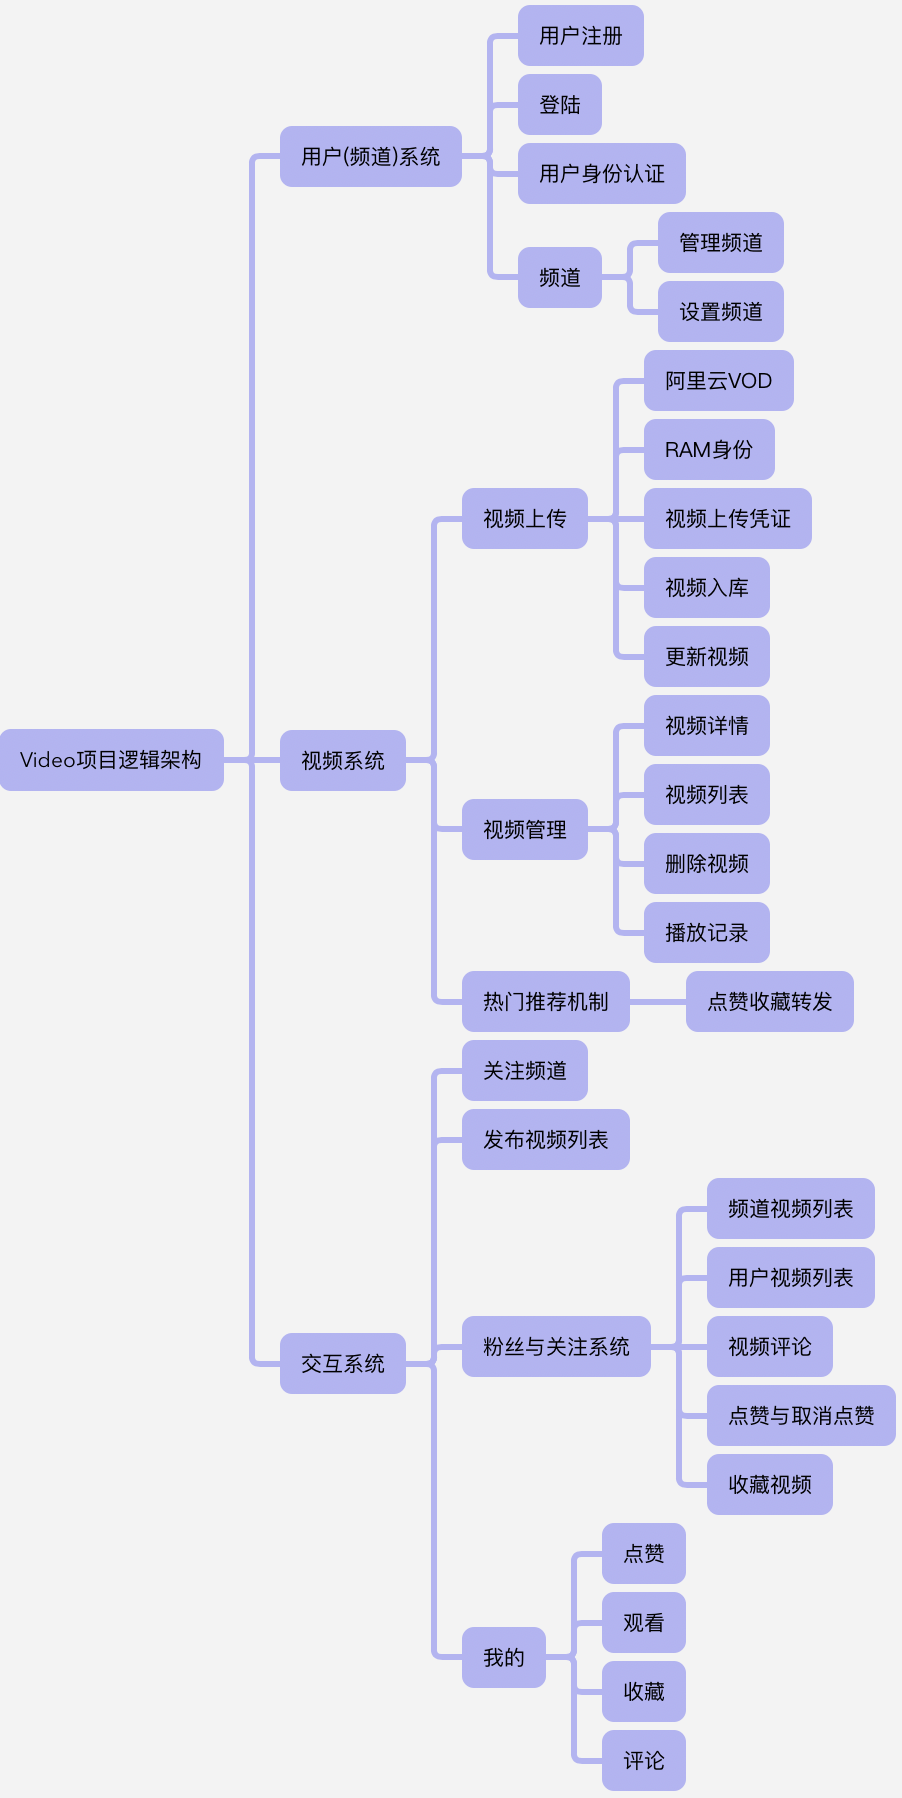 Video项目逻辑架构
用户(频道)系统
用户注册
登陆
用户身份认证
频道
管理频道
设置频道
视频系统
视频上传
阿里云VOD
RAM身份
视频上传凭证
视频入库
更新视频
视频管理
视频详情
视频列表
删除视频
播放记录
热门推荐机制
点赞收藏转发
交互系统
关注频道
发布视频列表
粉丝与关注系统
频道视频列表
用户视频列表
视频评论
点赞与取消点赞
收藏视频
我的
点赞
观看
收藏
评论